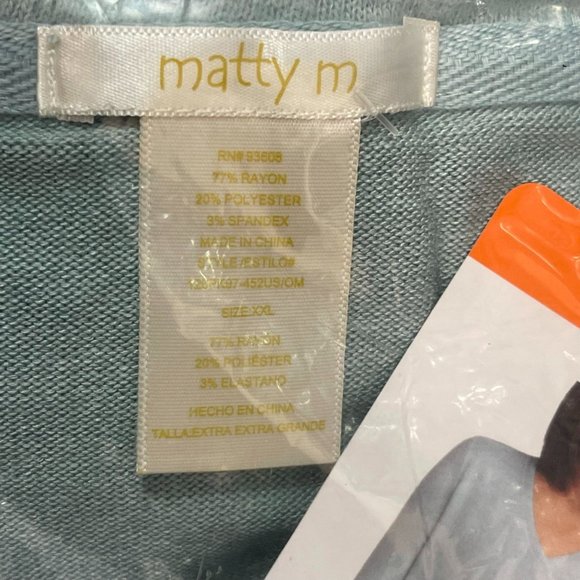 matty m
RN# 93608
77% RAYON
20% POLYESTER
3% SPANDEX
MADE IN CHINA
STYLE /ESTILO#
SIZE XXL
77% RAYON
20% POLIÉSTER
3% ELASTANO
HECHO EN CHINA
TALLA:EXTRA EXTRA GRANDE